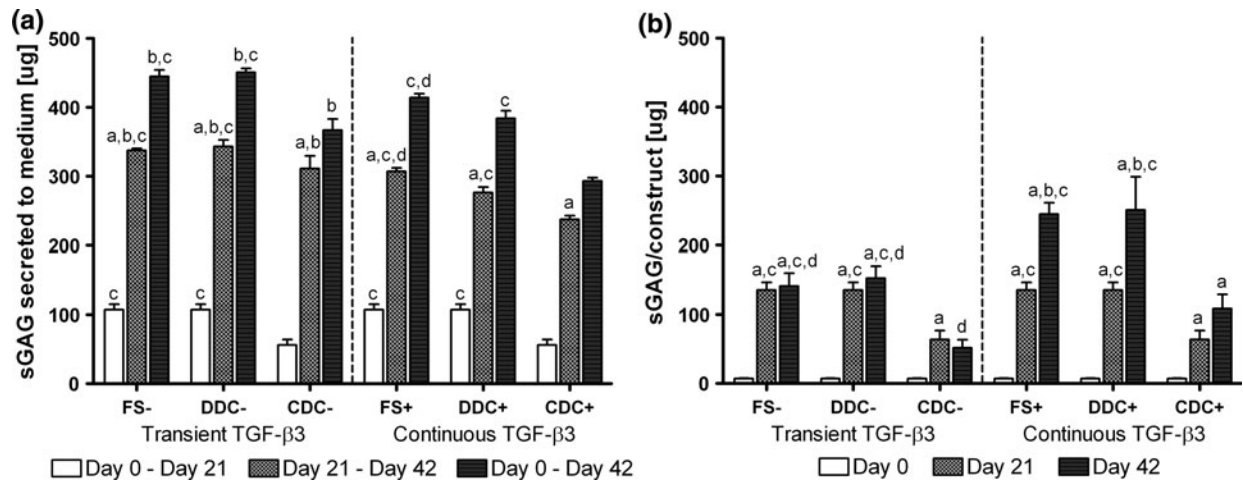 (a)
sGAG secreted to medium [ug]
500
400
300
200
100
0
c
a,b,c
b,c
c
a,b,c
b,c
a,b
b
c
a,c,d
c,d
c
a,c
c
a
FS-
DDC-
CDC-
FS+
DDC+
CDC+
Transient TGF-β3
Continuous TGF-β3
Day 0 - Day 21
Day 21 - Day 42
Day 0 - Day 42
(b)
sGAG/construct [ug]
500
400
300
200
100
0
a,c
a,c,d
a,c
a,c,d
a
d
a,c
a,b,c
a,c
a,b,c
a
a
FS-
DDC-
CDC-
FS+
DDC+
CDC+
Transient TGF-β3
Continuous TGF-β3
Day 0
Day 21
Day 42